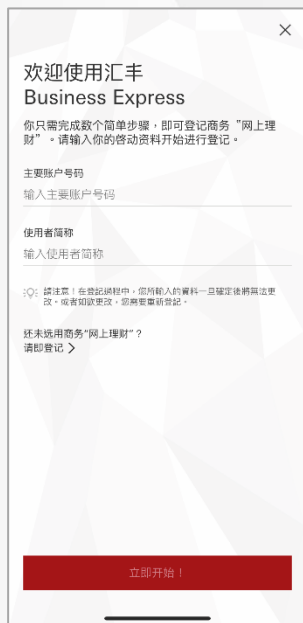 欢迎使用汇丰
Business Express
你只需完成数个简单步骤，即可登记商务“网上理
财”。请输入你的启动资料开始进行登记。
主要账户号码
输入主要账户号码
使用者简称
输入使用者简称
請注意！在登記過程中，您所輸入的資料一旦確定後將無法更
改。或者如欲更改，您需要重新登記。
还未选用商务“网上理财”？
请即登记
立即开始！